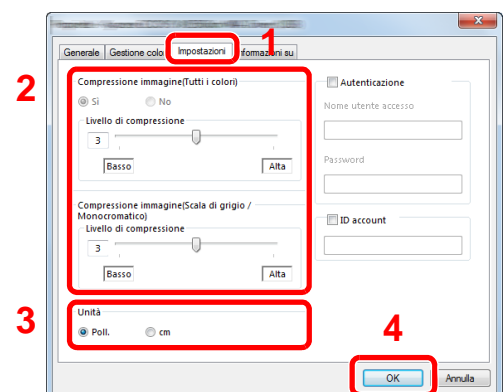 1
Generale Gestione colo Impostazioni nformazioni su
2
Compressione immagine(Tutti i colori)
Si No
Livello di compressione
3
Basso Alta
Compressione immagine(Scala di grigio /
Monocromatico)
Livello di compressione
3
Basso Alta
Autenticazione
Nome utente accesso
Password
ID account
3
Unità
Poll. cm
4
OK Annulla